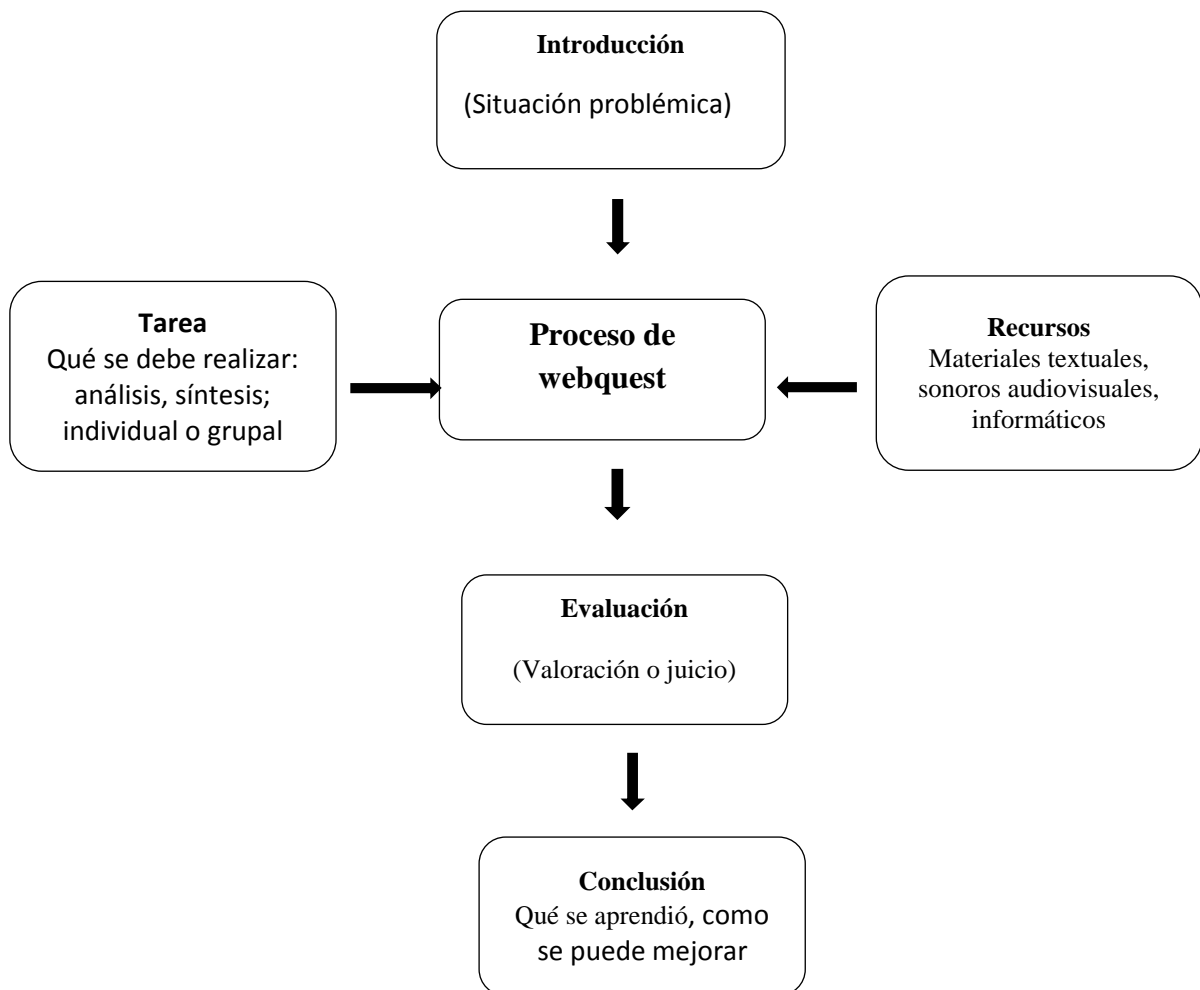 Introducción
(Situación problémica)
Tarea
Qué se debe realizar:
análisis, síntesis;
individual o grupal
Proceso de
webquest
Recursos
Materiales textuales,
sonoros audiovisuales,
informáticos
Evaluación
(Valoración o juicio)
Conclusión
Qué se aprendió, como
se puede mejorar